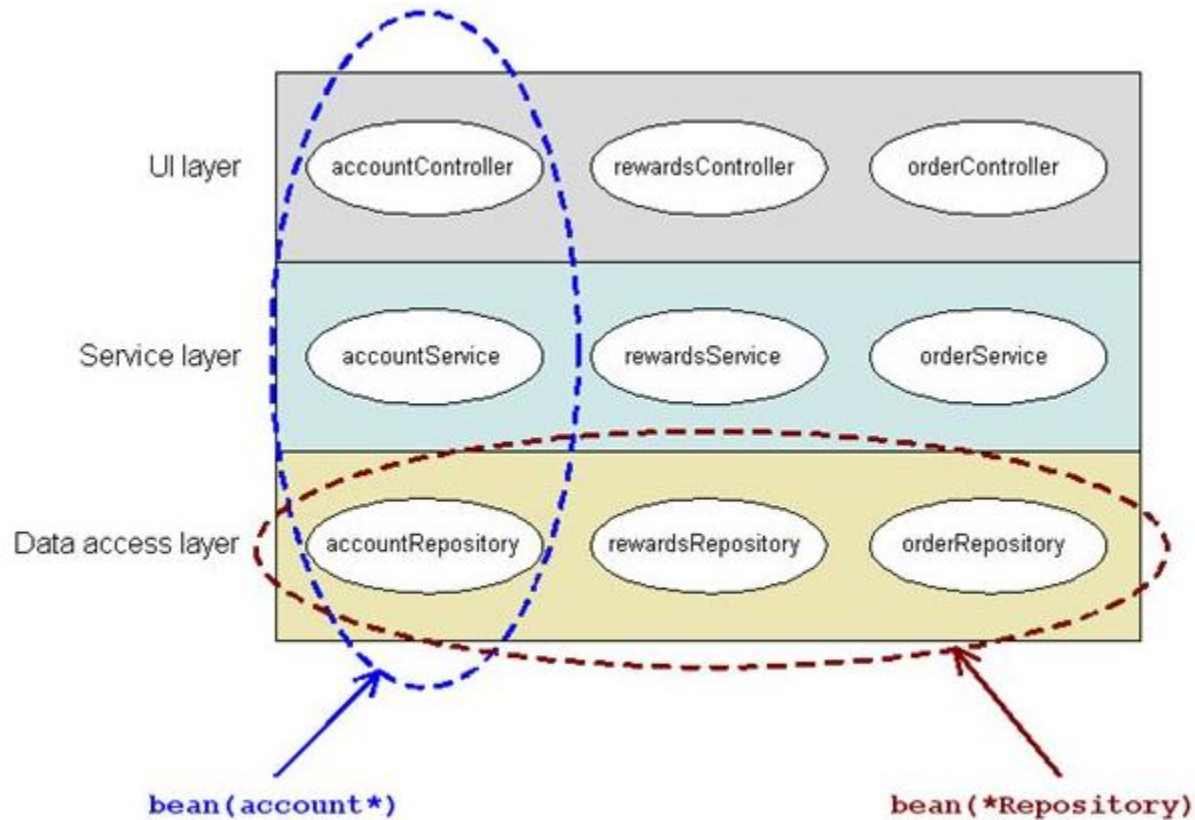 UI layer
accountController
rewardsController
orderController
Service layer
accountService
rewardsService
orderService
Data access layer
accountRepository
rewardsRepository
orderRepository
bean(account*)
bean(*Repository)